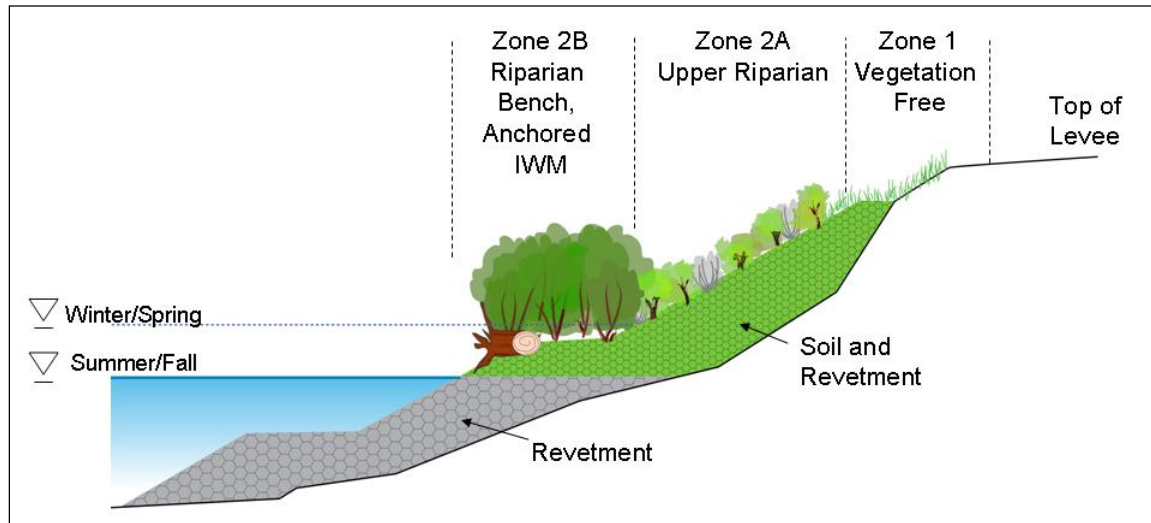 Zone 2B
Riparian
Bench,
Anchored
IWM
Zone 2A
Upper Riparian
Zone 1
Vegetation
Free
Top of
Levee
Winter/Spring
Summer/Fall
Soil and
Revetment
Revetment